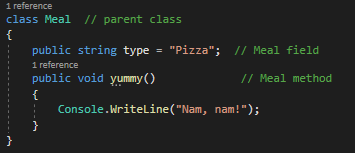 1 reference
class Meal  // parent class
{
    public string type = "Pizza";  // Meal field
    1 reference
    public void yummy()             // Meal method
    {
        Console.WriteLine("Nam, nam!");
    }
}